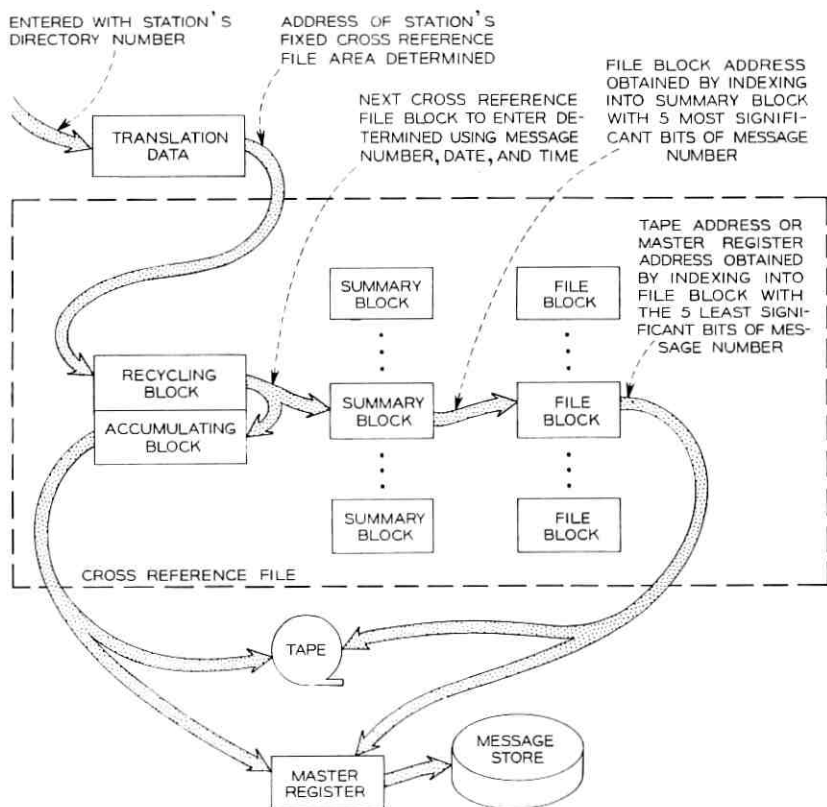 ENTERED WITH STATION'S
DIRECTORY NUMBER
ADDRESS OF STATION'S
FIXED CROSS REFERENCE
FILE AREA DETERMINED
NEXT CROSS REFERENCE
FILE BLOCK TO ENTER DE-
TERMINED USING MESSAGE
NUMBER, DATE, AND TIME
FILE BLOCK ADDRESS
OBTAINED BY INDEXING
INTO SUMMARY BLOCK
WITH 5 MOST SIGNIFI-
CANT BITS OF MESSAGE
NUMBER
TRANSLATION
DATA
TAPE ADDRESS OR
MASTER REGISTER
ADDRESS OBTAINED
BY INDEXING INTO
FILE BLOCK WITH
THE 5 LEAST SIGNI-
FICANT BITS OF MES-
SAGE NUMBER
SUMMARY
BLOCK
FILE
BLOCK
RECYCLING
BLOCK
ACCUMULATING
BLOCK
SUMMARY
BLOCK
FILE
BLOCK
SUMMARY
BLOCK
FILE
BLOCK
CROSS REFERENCE FILE
TAPE
MASTER
REGISTER
MESSAGE
STORE